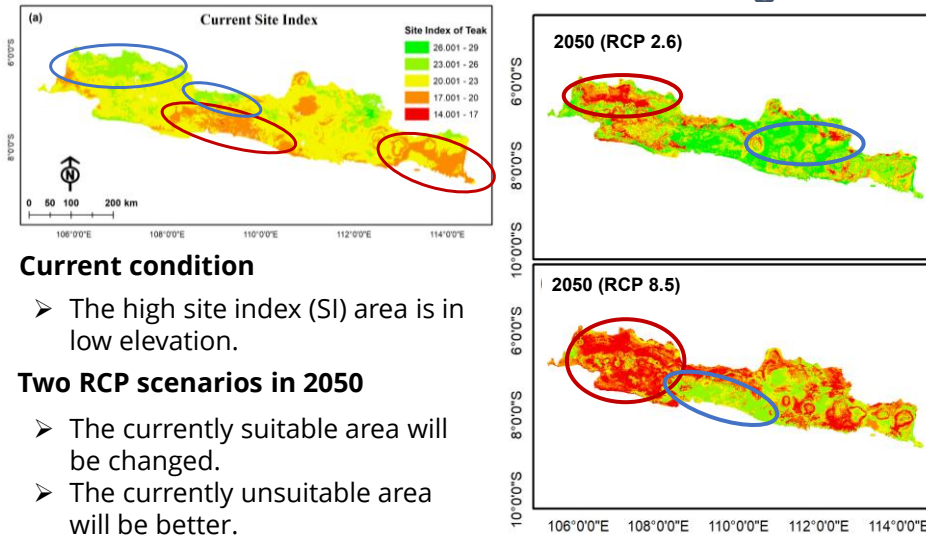 (a)
Current Site Index
Site Index of Teak
26.001 - 29
23.001 - 26
20.001 - 23
17.001 - 20
14.001 - 17
6°0'0"S
8°0'0"S
N
0 50 100 200 km
106°0'0"E 108°0'0"E 110°0'0"E 112°0'0"E 114°0'0"E
Current condition
➢ The high site index (SI) area is in
low elevation.
Two RCP scenarios in 2050
➢ The currently suitable area will
be changed.
➢ The currently unsuitable area
will be better.
2050 (RCP 2.6)
6°0'0"S
8°0'0"S
10°0'0"S
2050 (RCP 8.5)
6°0'0"S
8°0'0"S
10°0'0"S
106°0'0"E 108°0'0"E 110°0'0"E 112°0'0"E 114°0'0"E